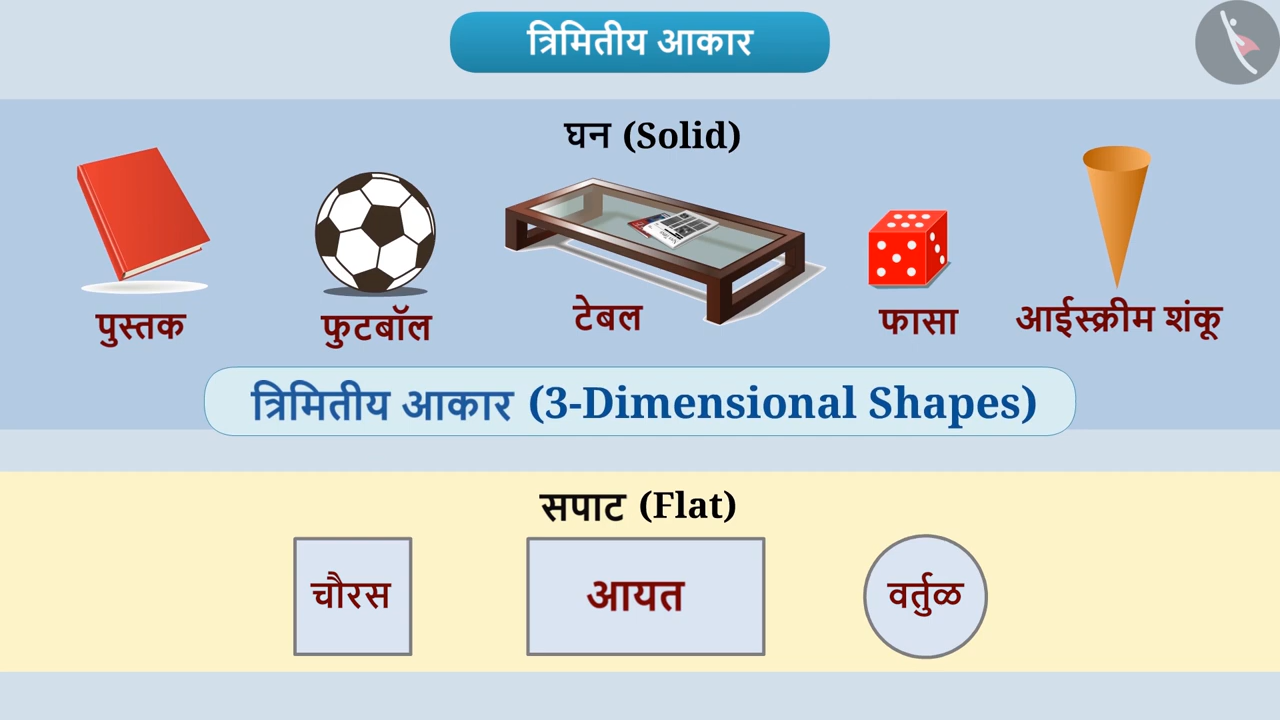 त्रिमितीय आकार
घन (Solid)
पुस्तक
फुटबॉल
टेबल
फासा
आईस्क्रीम शंकू
त्रिमितीय आकार (3-Dimensional Shapes)
सपाट (Flat)
चौरस
आयत
वर्तुळ